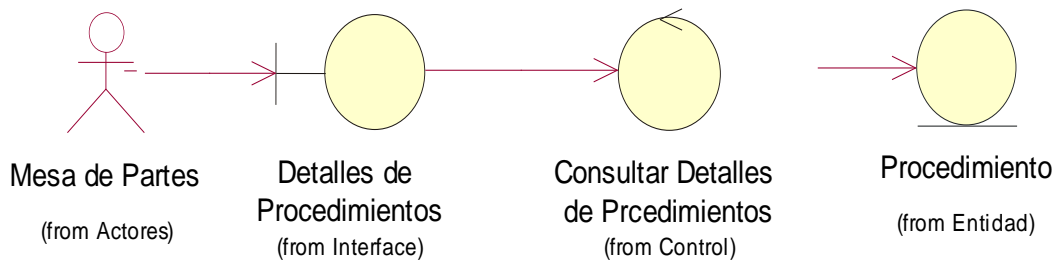 Mesa de Partes
(from Actores)
Detalles de
Procedimientos
(from Interface)
Consultar Detalles
de Prcedimientos
(from Control)
Procedimiento
(from Entidad)